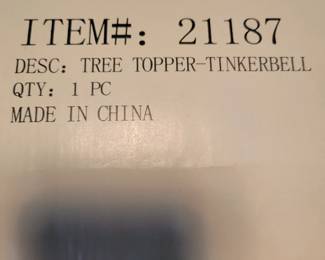 ITEM#: 21187
DESC: TREE TOPPER-TINKERBELL
QTY: 1 PC
MADE IN CHINA